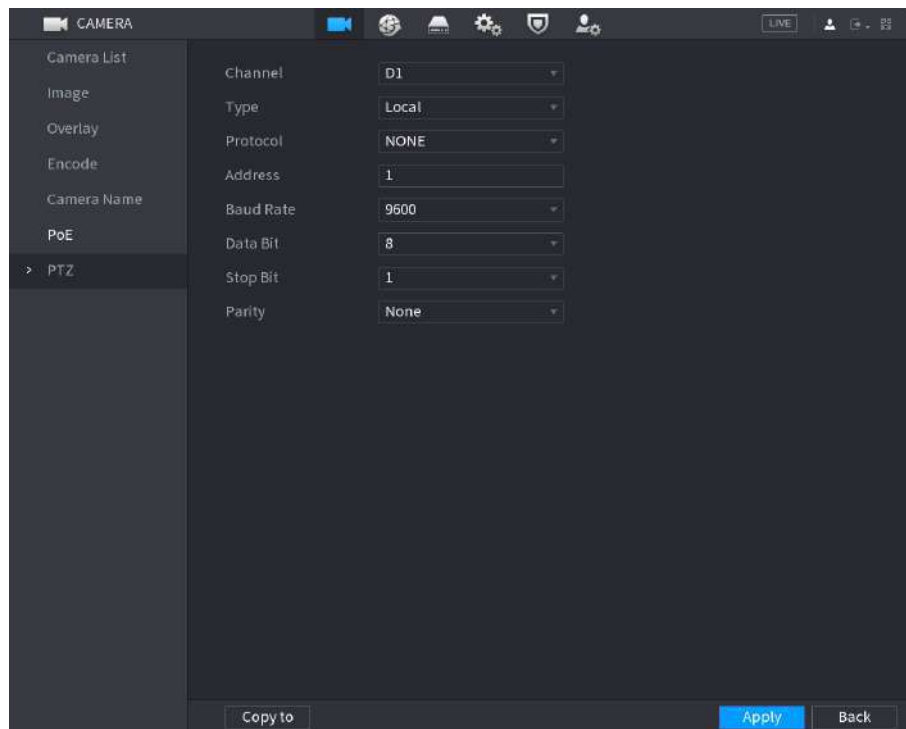 CAMERA
LIVE
Camera List
Image
Overlay
Encode
Camera Name
PoE
> PTZ
Channel D1
Type Local
Protocol NONE
Address 1
Baud Rate 9600
Data Bit 8
Stop Bit 1
Parity None
Copy to
Apply
Back